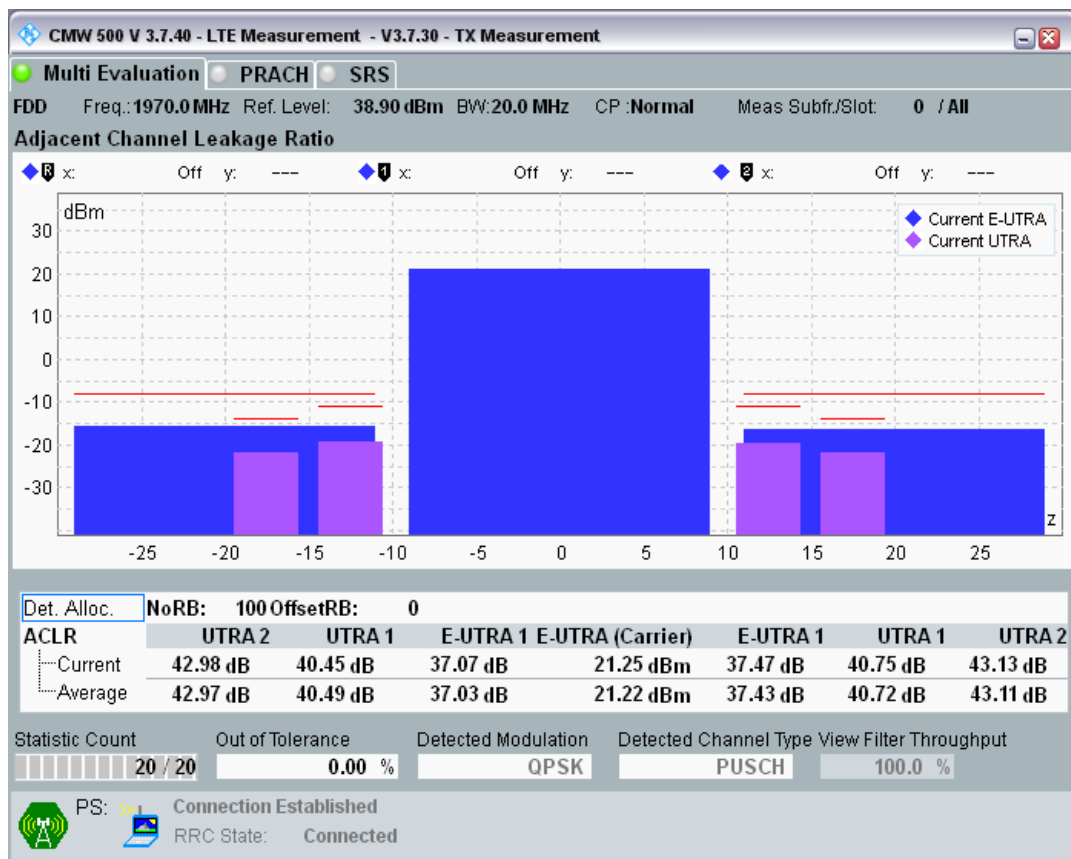 CMW 500 V 3.7.40 - LTE Measurement - V3.7.30 - TX Measurement
Multi Evaluation PRACH SRS
FDD Freq.:1970.0 MHz Ref. Level: 38.90 dBm BW:20.0 MHz CP :Normal Meas Subfr./Slot: 0 / All
Adjacent Channel Leakage Ratio
R x: Off y: --- 1 x: Off y: --- 2 x: Off y: ---
dBm
Current E-UTRA
Current UTRA
30
20
10
0
-10
-20
-30
z
-25 -20 -15 -10 -5 0 5 10 15 20 25
Det. Alloc. NoRB: 100 OffsetRB: 0
ACLR UTRA 2 UTRA 1 E-UTRA 1 E-UTRA (Carrier) E-UTRA 1 UTRA 1 UTRA 2
Current 42.98 dB 40.45 dB 37.07 dB 21.25 dBm 37.47 dB 40.75 dB 43.13 dB
Average 42.97 dB 40.49 dB 37.03 dB 21.22 dBm 37.43 dB 40.72 dB 43.11 dB
Statistic Count Out of Tolerance Detected Modulation Detected Channel Type View Filter Throughput
20 / 20 0.00 % QPSK PUSCH 100.0 %
PS: Connection Established
RRC State: Connected